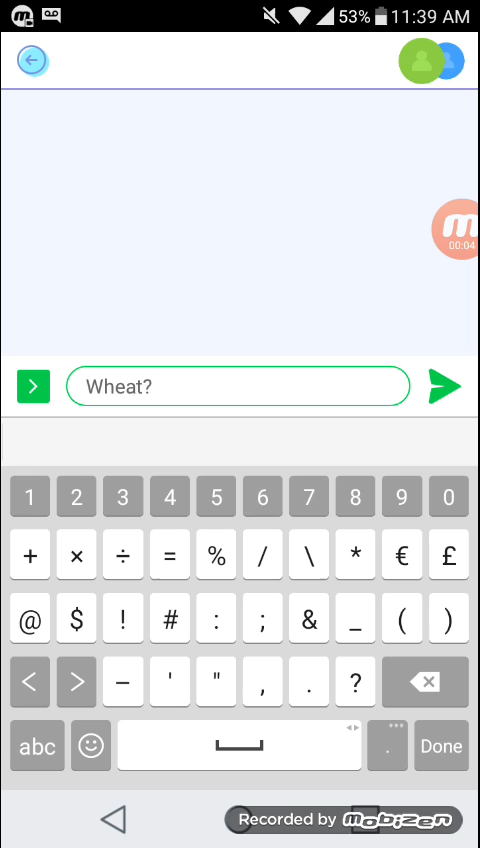 53% 11:39 AM
00:04
Wheat?
1 2 3 4 5 6 7 8 9 0
+ × ÷ = % / \ * € £
@ $ ! # : ; & _ ( )
< > – ' " , . ?
abc . Done
Recorded by Mobizen